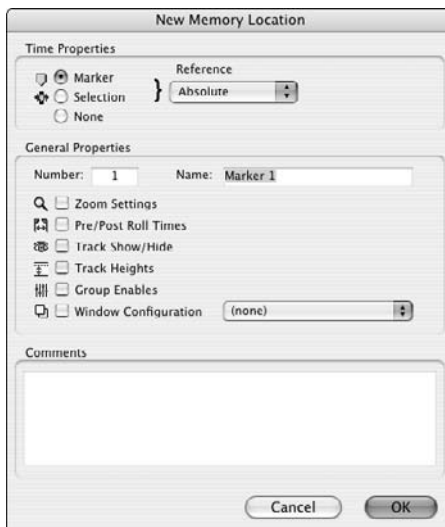 New Memory Location
Time Properties
Marker
Selection
None
Reference
Absolute
General Properties
Number: 1 Name: Marker 1
Zoom Settings
Pre/Post Roll Times
Track Show/Hide
Track Heights
Group Enables
Window Configuration (none)
Comments
Cancel OK